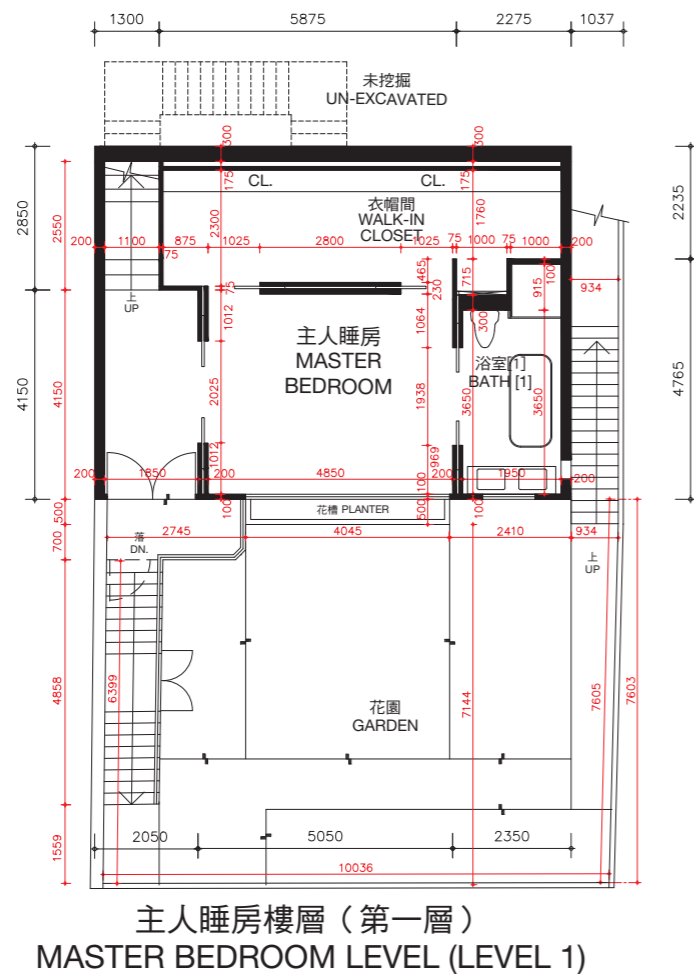 1300 5875 2275 1037
未挖掘
UN-EXCAVATED
300 300
CL. CL.
175 175
衣帽間
WALK-IN
CLOSET
2850 2550 2300 1760 2235
200 1100 875 1025 2800 1025 75 1000 75 1000 200
75
465 715 915 100 934
上
UP
75 230
1012 1064 300
主人睡房
MASTER
BEDROOM
浴室[1]
BATH [1]
4150 4150 2025 1938 3650 3650 4765
1012 969
200 1850 200 4850 200 1950 200
100 100
500 100 500 100
花槽 PLANTER
700 2745 4045 2410 934
落
DN.
上
UP
4858 6399 7144 7605 7603
花園
GARDEN
1559 2050 5050 2350
10036
主人睡房樓層（第一層）
MASTER BEDROOM LEVEL (LEVEL 1)